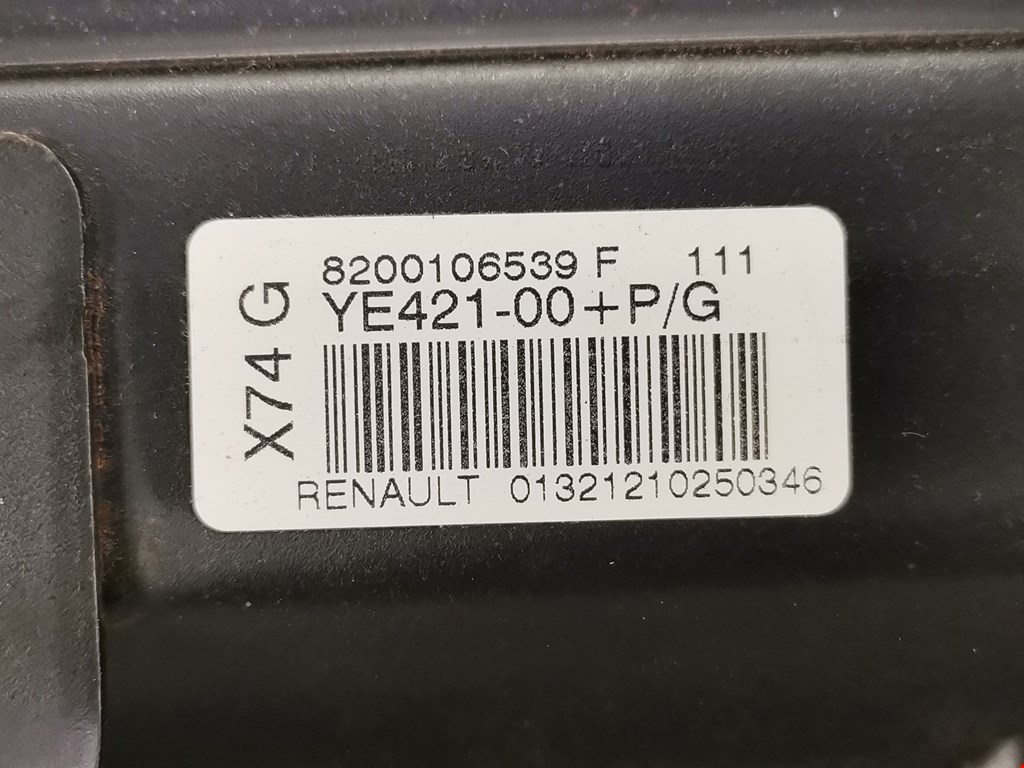 X74 G
8200106539 F 111
YE421-00+P/G
RENAULT 01321210250346